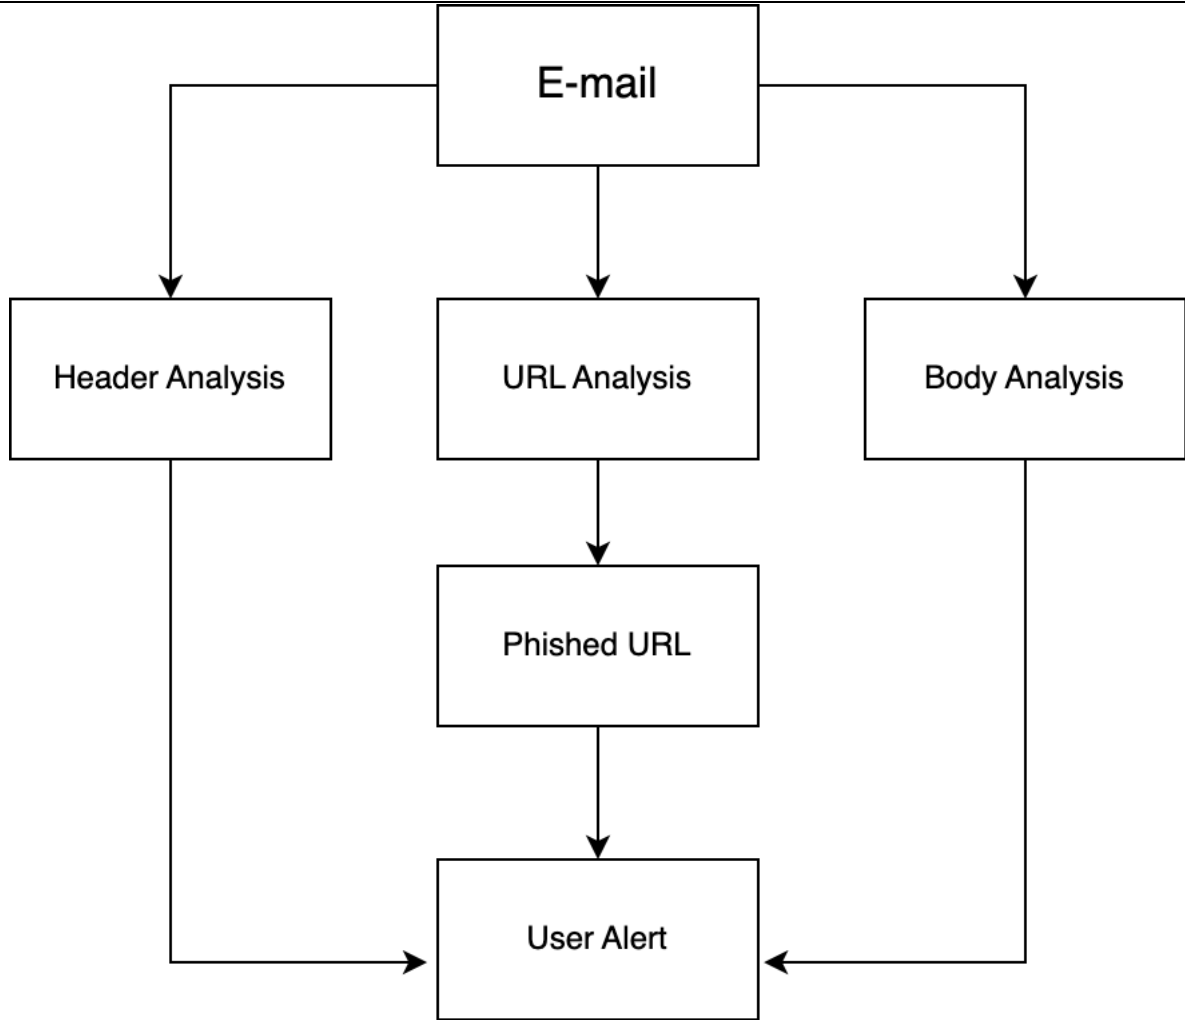 E-mail
Header Analysis
URL Analysis
Body Analysis
Phished URL
User Alert